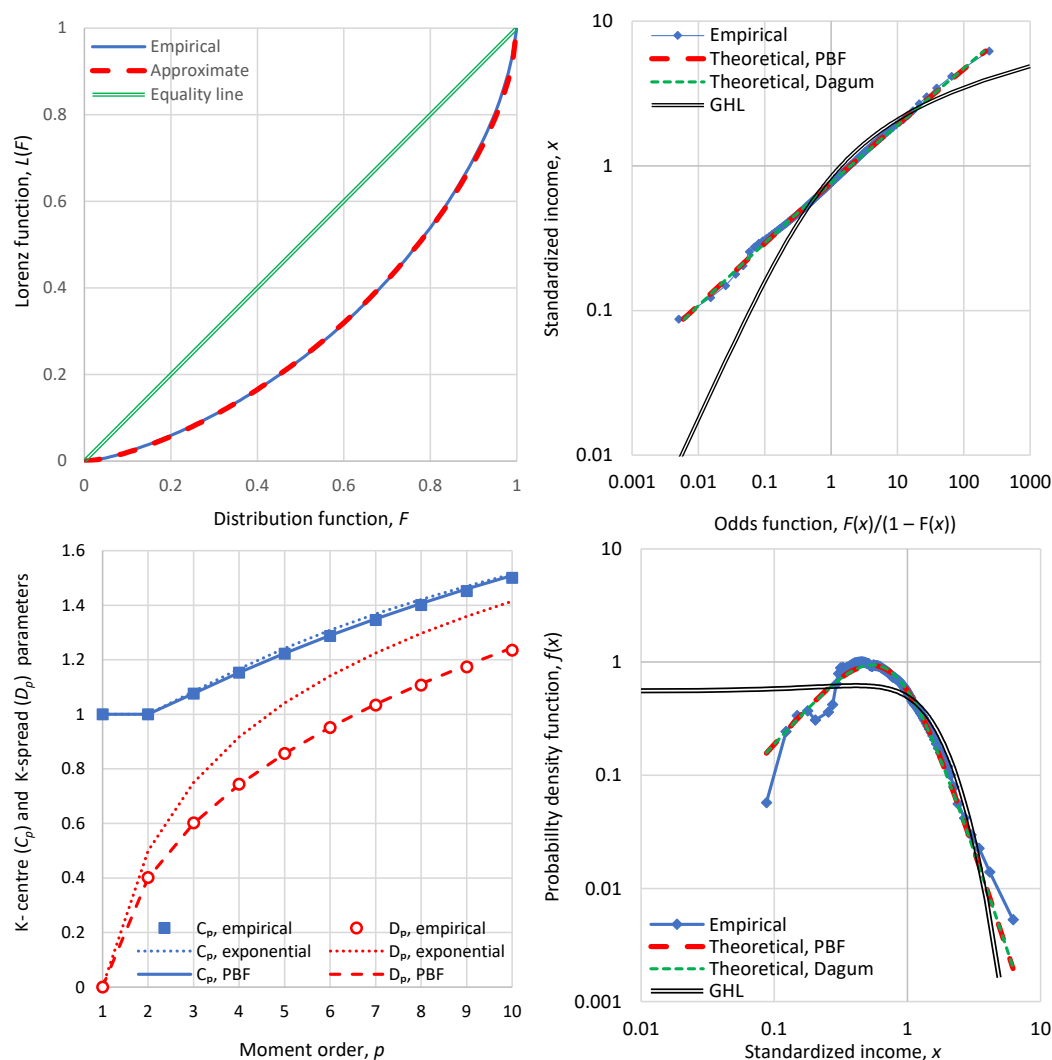 1
0.8
0.6
0.4
0.2
0
0
0.2
0.4
0.6
0.8
1
Lorenz function, L(F)
Distribution function, F
Empirical
Approximate
Equality line
10
1
0.1
0.01
0.001
0.01
0.1
1
10
100
1000
Standardized income, x
Odds function, F(x)/(1 – F(x))
Empirical
Theoretical, PBF
Theoretical, Dagum
GHL
1.6
1.4
1.2
1
0.8
0.6
0.4
0.2
0
1
2
3
4
5
6
7
8
9
10
K- centre (Cp) and K-spread (Dp) parameters
Moment order, p
Cp, empirical
Dp, empirical
Cp, exponential
Dp, exponential
Cp, PBF
Dp, PBF
10
1
0.1
0.01
0.001
0.01
0.1
1
10
Probability density function, f(x)
Standardized income, x
Empirical
Theoretical, PBF
Theoretical, Dagum
GHL